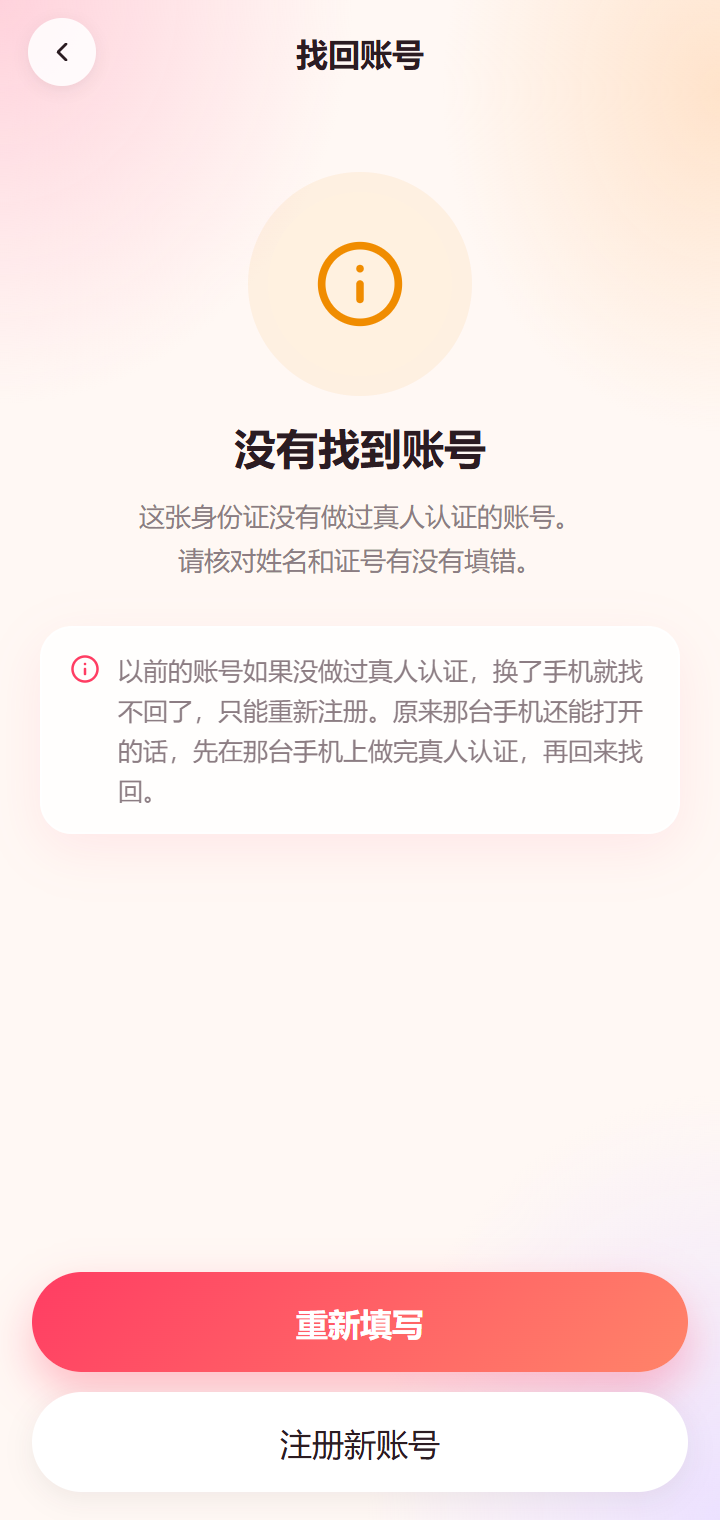 找回账号
没有找到账号
这张身份证没有做过真人认证的账号。
请核对姓名和证号有没有填错。
以前的账号如果没做过真人认证，换了手机就找
不回了，只能重新注册。原来那台手机还能打开
的话，先在那台手机上做完真人认证，再回来找
回。
重新填写
注册新账号